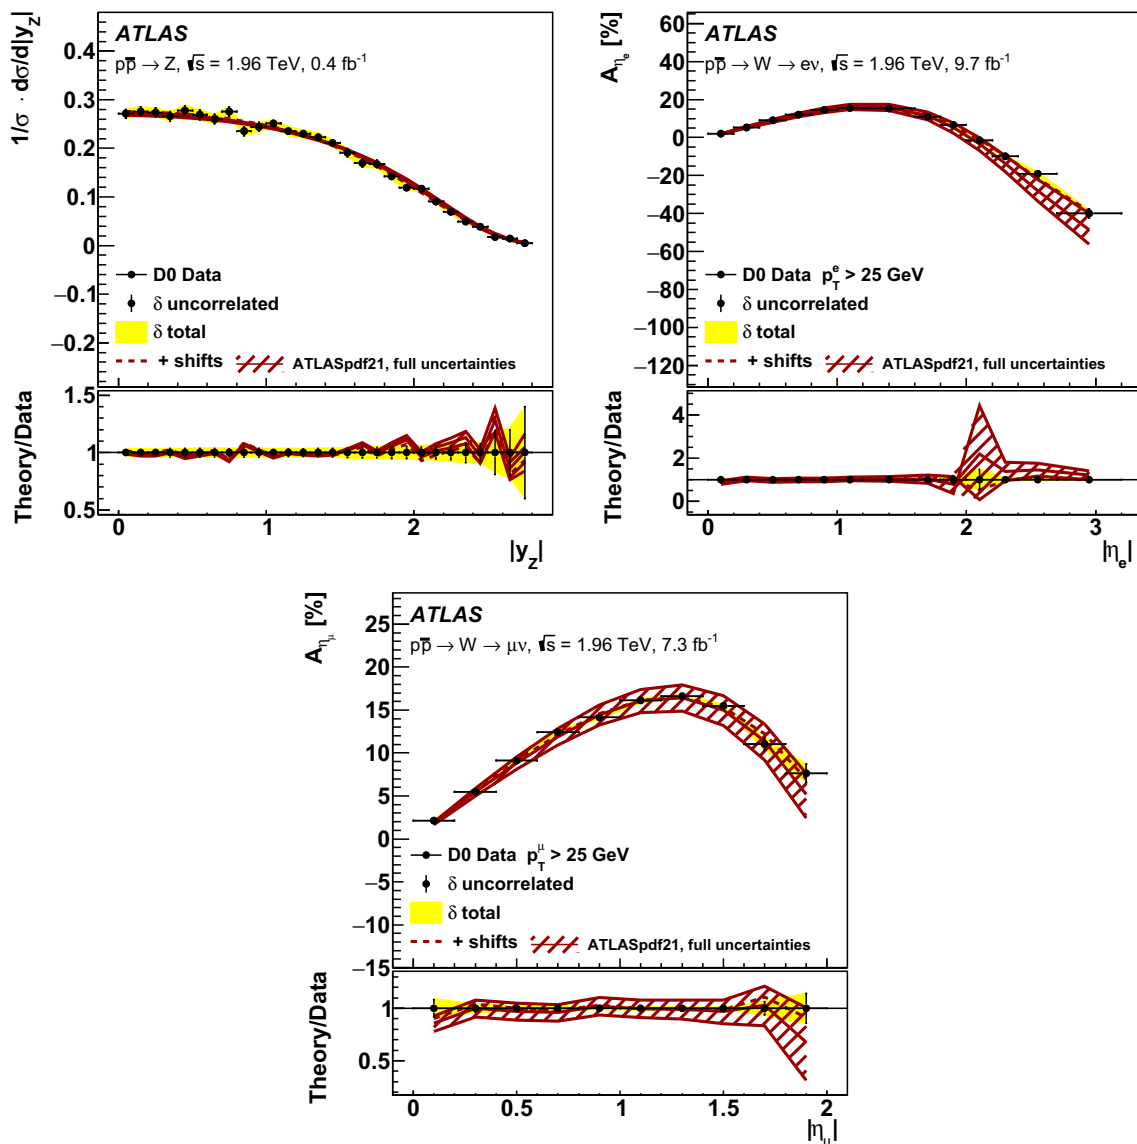 ATLAS
pp̅ → Z, √s = 1.96 TeV, 0.4 fb⁻¹
1/σ · dσ/d|y_Z|
0.4
0.3
0.2
0.1
0
−0.1
−0.2
D0 Data
δ uncorrelated
δ total
+ shifts
ATLASpdf21, full uncertainties
Theory/Data
1.5
1
0.5
0 1 2
|y_Z|
ATLAS
pp̅ → W → eν, √s = 1.96 TeV, 9.7 fb⁻¹
A_ηe [%]
60
40
20
0
−20
−40
−60
−80
−100
−120
D0 Data p_T^e > 25 GeV
δ uncorrelated
δ total
+ shifts
ATLASpdf21, full uncertainties
Theory/Data
4
2
0
0 1 2 3
|η_e|
ATLAS
pp̅ → W → μν, √s = 1.96 TeV, 7.3 fb⁻¹
A_ημ [%]
25
20
15
10
5
0
−5
−10
−15
D0 Data p_T^μ > 25 GeV
δ uncorrelated
δ total
+ shifts
ATLASpdf21, full uncertainties
Theory/Data
1
0.5
0 0.5 1 1.5 2
|η_μ|